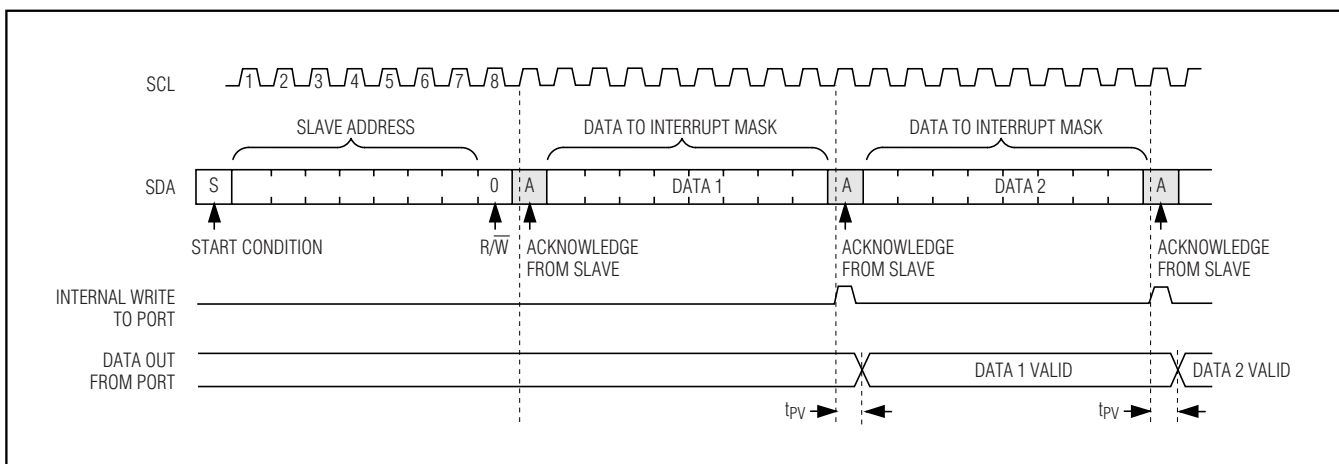 SCL 1 2 3 4 5 6 7 8
SLAVE ADDRESS DATA TO INTERRUPT MASK DATA TO INTERRUPT MASK
SDA S 0 A DATA 1 A DATA 2 A
START CONDITION R/W̅ ACKNOWLEDGE FROM SLAVE ACKNOWLEDGE FROM SLAVE ACKNOWLEDGE FROM SLAVE
INTERNAL WRITE
TO PORT
DATA OUT
FROM PORT
DATA 1 VALID DATA 2 VALID
tPV tPV